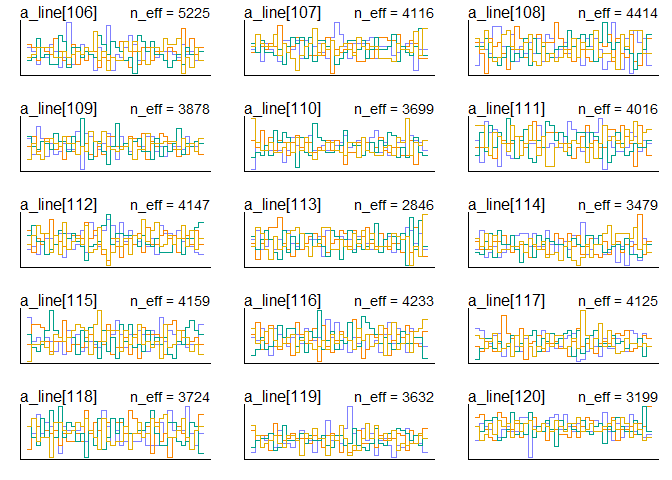 a_line[106] n_eff = 5225 a_line[107] n_eff = 4116 a_line[108] n_eff = 4414
a_line[109] n_eff = 3878 a_line[110] n_eff = 3699 a_line[111] n_eff = 4016
a_line[112] n_eff = 4147 a_line[113] n_eff = 2846 a_line[114] n_eff = 3479
a_line[115] n_eff = 4159 a_line[116] n_eff = 4233 a_line[117] n_eff = 4125
a_line[118] n_eff = 3724 a_line[119] n_eff = 3632 a_line[120] n_eff = 3199